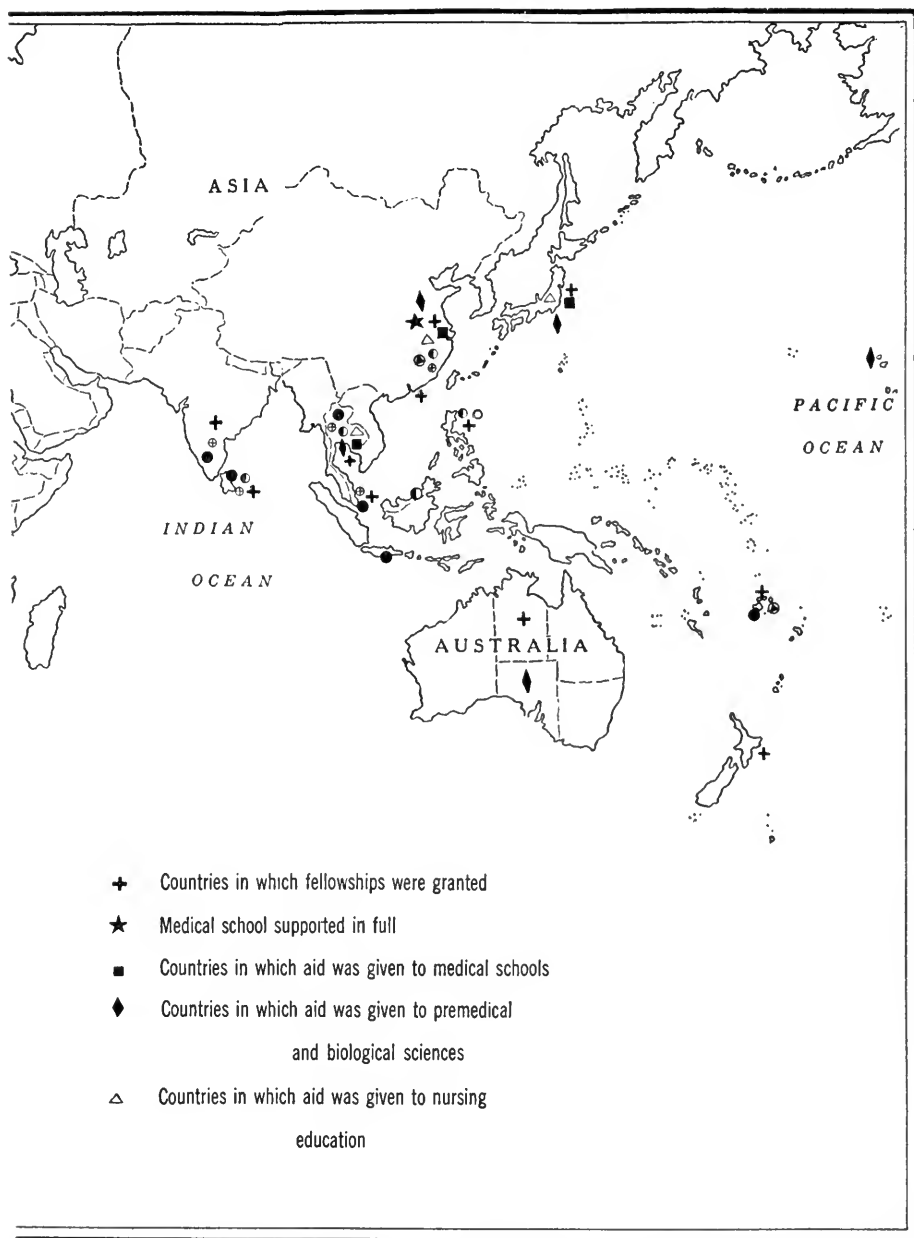 ASIA
PACIFIC
OCEAN
INDIAN
OCEAN
AUSTRALIA
Countries in which fellowships were granted
Medical school supported in full
Countries in which aid was given to medical schools
Countries in which aid was given to premedical
and biological sciences
Countries in which aid was given to nursing
education